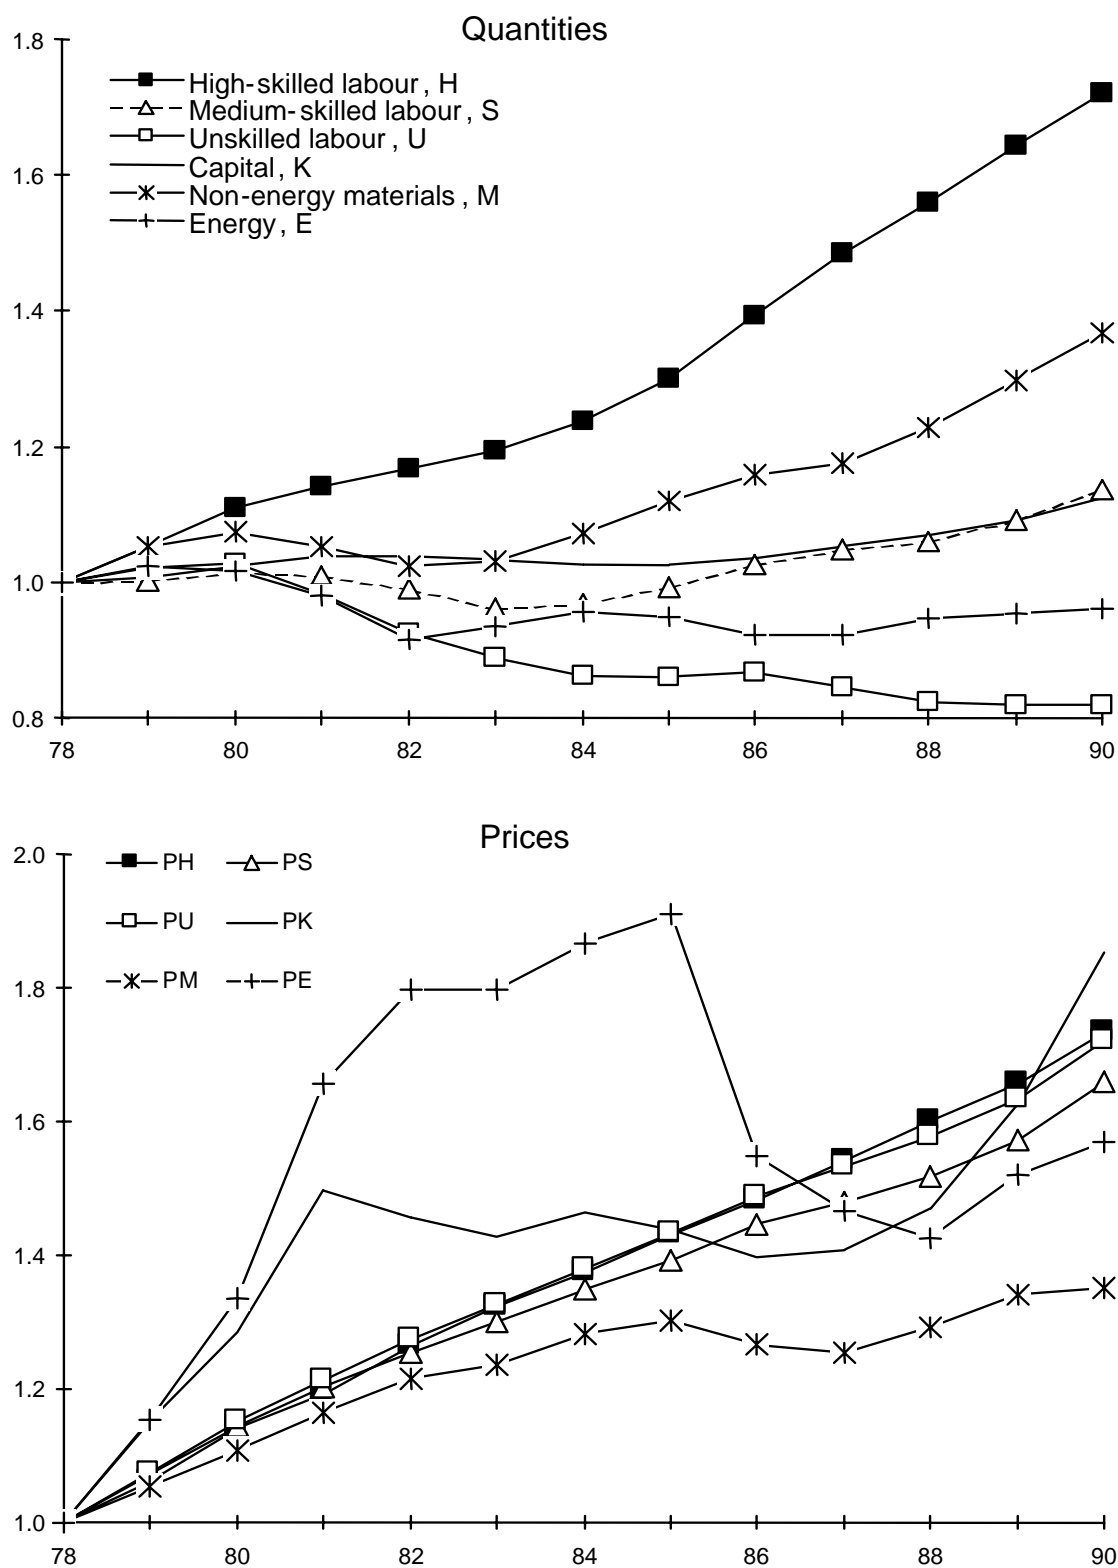 Quantities
1.8
High-skilled labour, H
Medium-skilled labour, S
Unskilled labour, U
Capital, K
Non-energy materials, M
Energy, E
1.6
1.4
1.2
1.0
0.8
78 80 82 84 86 88 90
Prices
2.0
PH PS
PU PK
PM PE
1.8
1.6
1.4
1.2
1.0
78 80 82 84 86 88 90